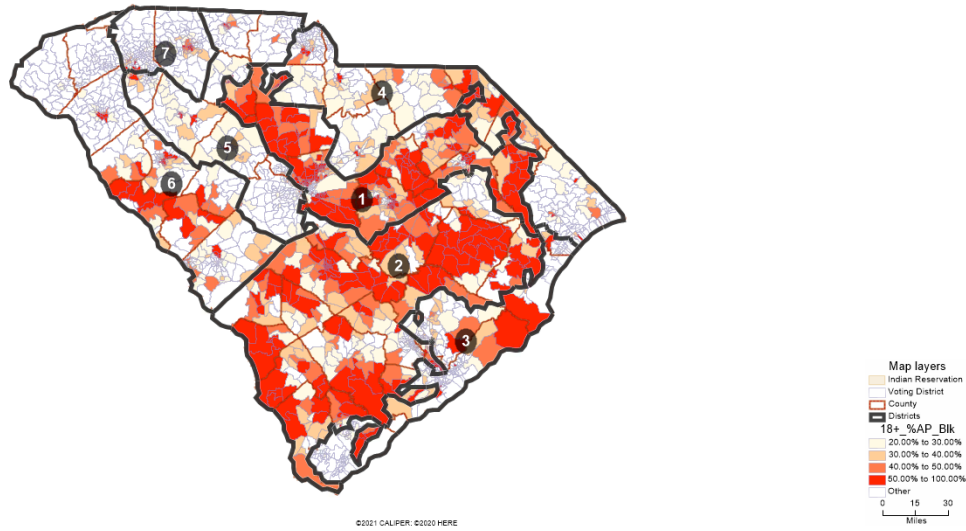 7
4
5
6
1
2
3
Map layers
Indian Reservation
Voting District
County
Districts
18+_%AP_Blk
20.00% to 30.00%
30.00% to 40.00%
40.00% to 50.00%
50.00% to 100.00%
Other
0 15 30
Miles
©2021 CALIPER; ©2020 HERE